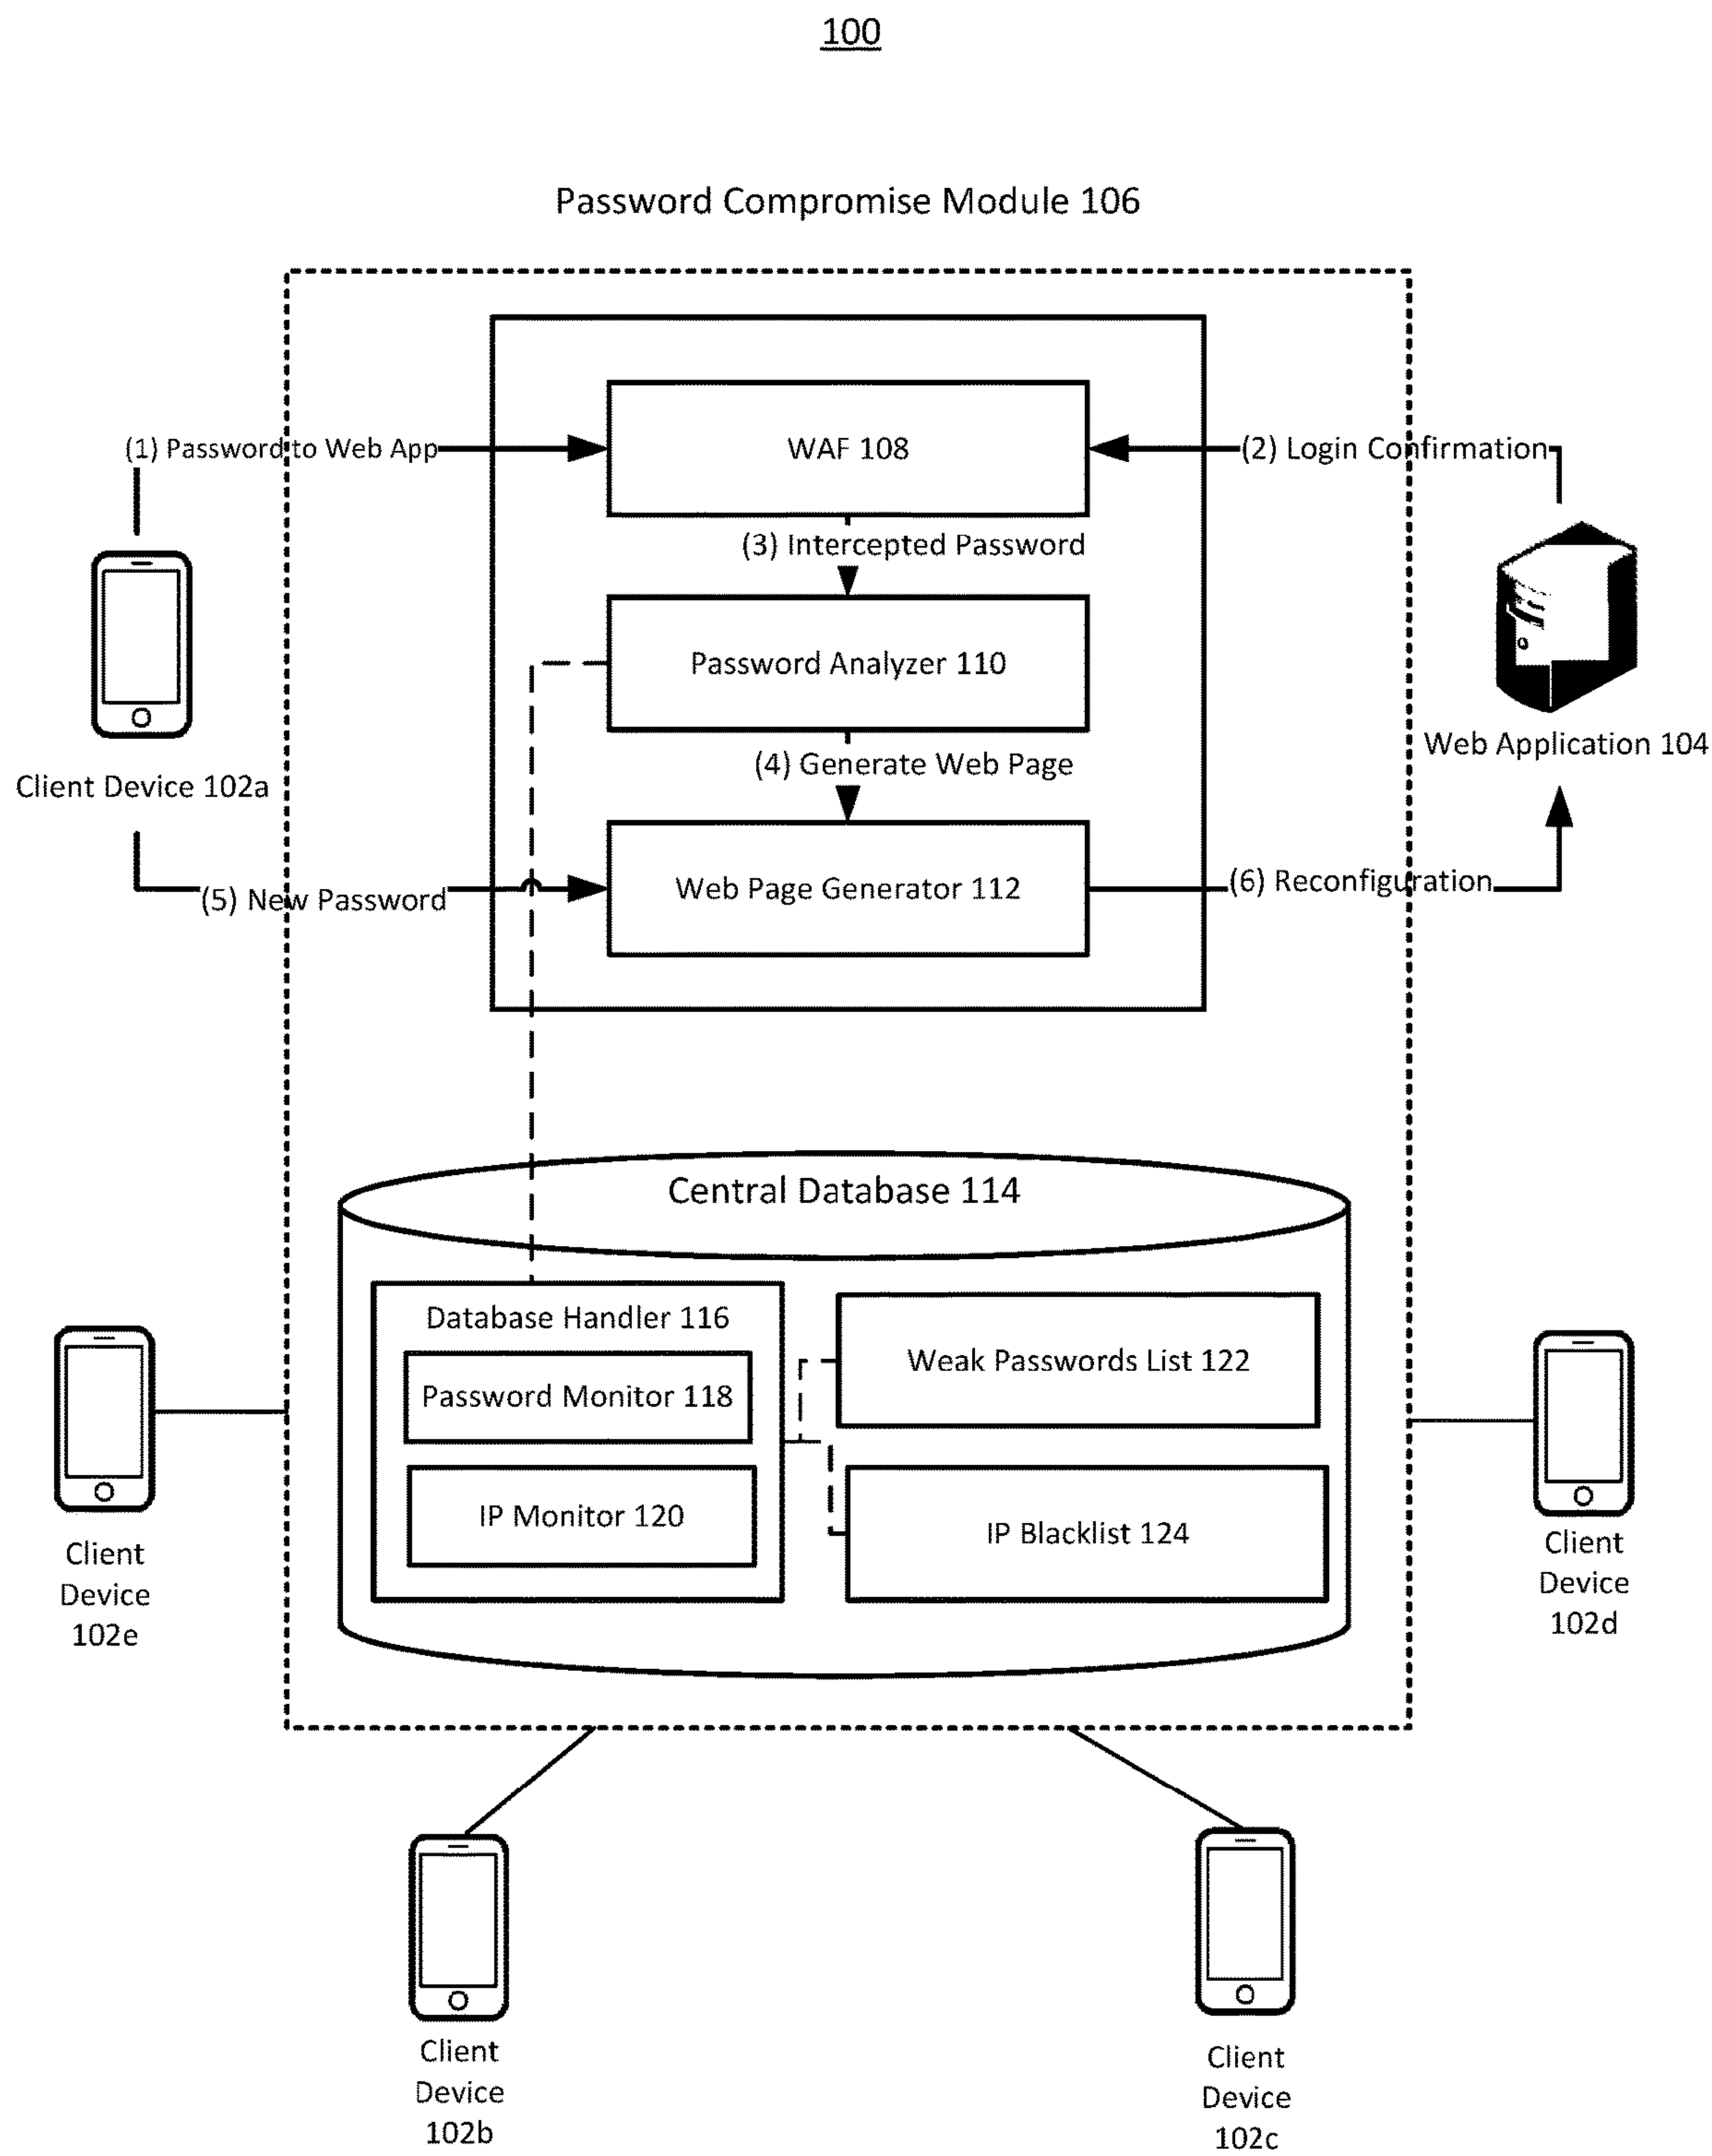 100
Password Compromise Module 106
WAF 108
(1) Password to Web App
(2) Login Confirmation
(3) Intercepted Password
Password Analyzer 110
Web Application 104
(4) Generate Web Page
Client Device 102a
Web Page Generator 112
(5) New Password
(6) Reconfiguration
Central Database 114
Database Handler 116
Password Monitor 118
Weak Passwords List 122
IP Monitor 120
IP Blacklist 124
Client
Device
102e
Client
Device
102d
Client
Device
102b
Client
Device
102c